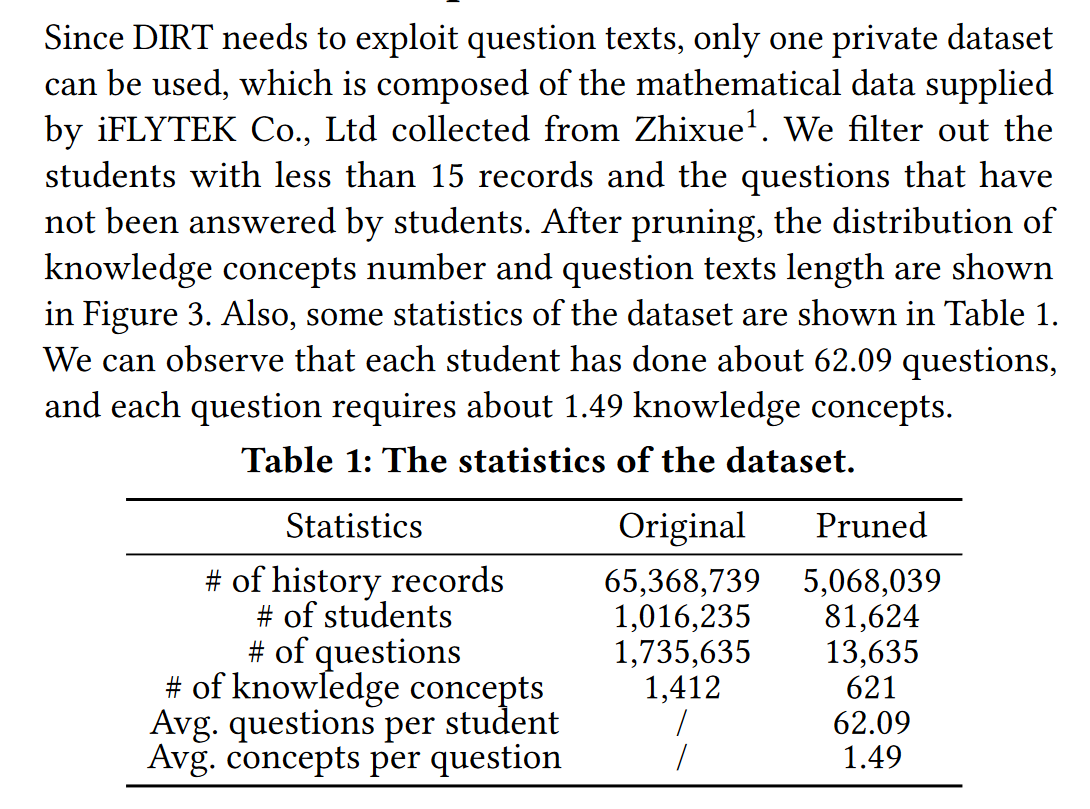 Since DIRT needs to exploit question texts, only one private dataset
can be used, which is composed of the mathematical data supplied
by iFLYTEK Co., Ltd collected from Zhixue¹. We filter out the
students with less than 15 records and the questions that have
not been answered by students. After pruning, the distribution of
knowledge concepts number and question texts length are shown
in Figure 3. Also, some statistics of the dataset are shown in Table 1.
We can observe that each student has done about 62.09 questions,
and each question requires about 1.49 knowledge concepts.
Table 1: The statistics of the dataset.
Statistics Original Pruned
# of history records 65,368,739 5,068,039
# of students 1,016,235 81,624
# of questions 1,735,635 13,635
# of knowledge concepts 1,412 621
Avg. questions per student / 62.09
Avg. concepts per question / 1.49